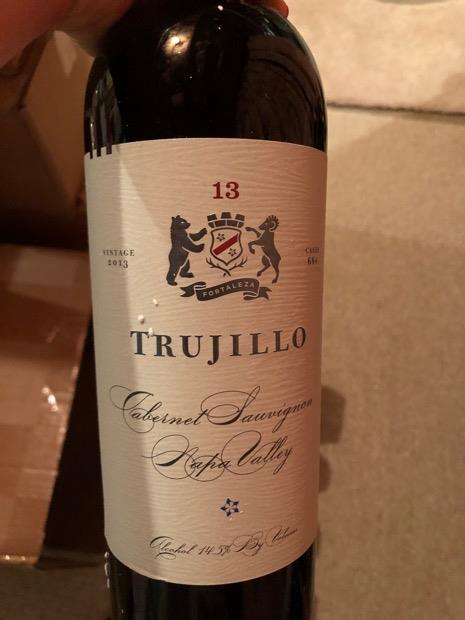 13
VINTAGE
2013
CASES
684
FORTALEZA
TRUJILLO
Cabernet Sauvignon
Napa Valley
Alcohol 14.5% By Volume